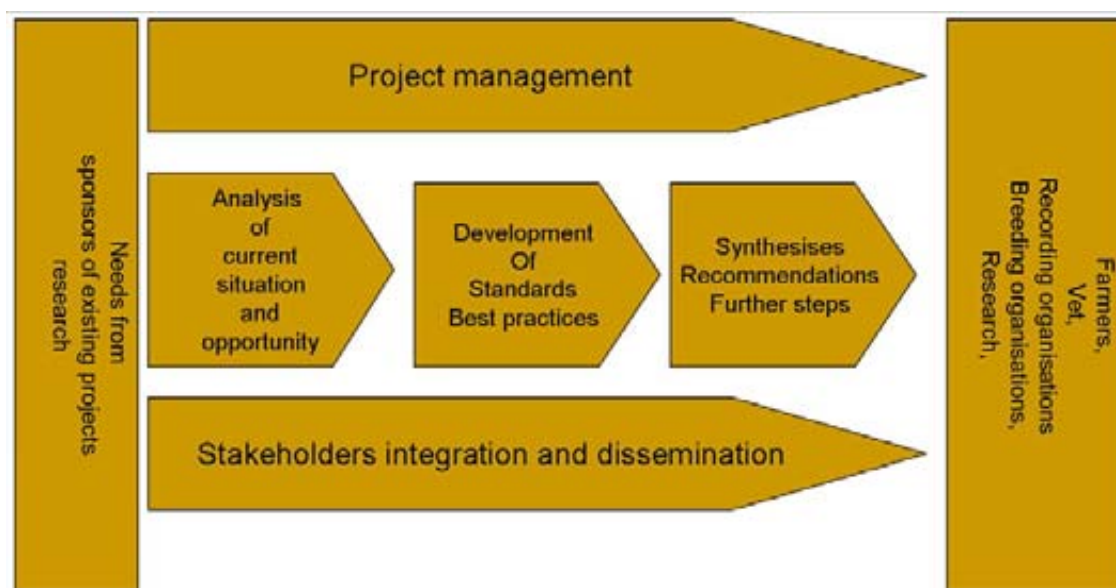 Needs from
sponsors of existing projects
research
Project management
Analysis
of
current
situation
and
opportunity
Development
Of
Standards
Best practices
Synthesises
Recommendations
Further steps
Stakeholders integration and dissemination
Farmers,
Vet,
Recording organisations
Breeding organisations,
Research,